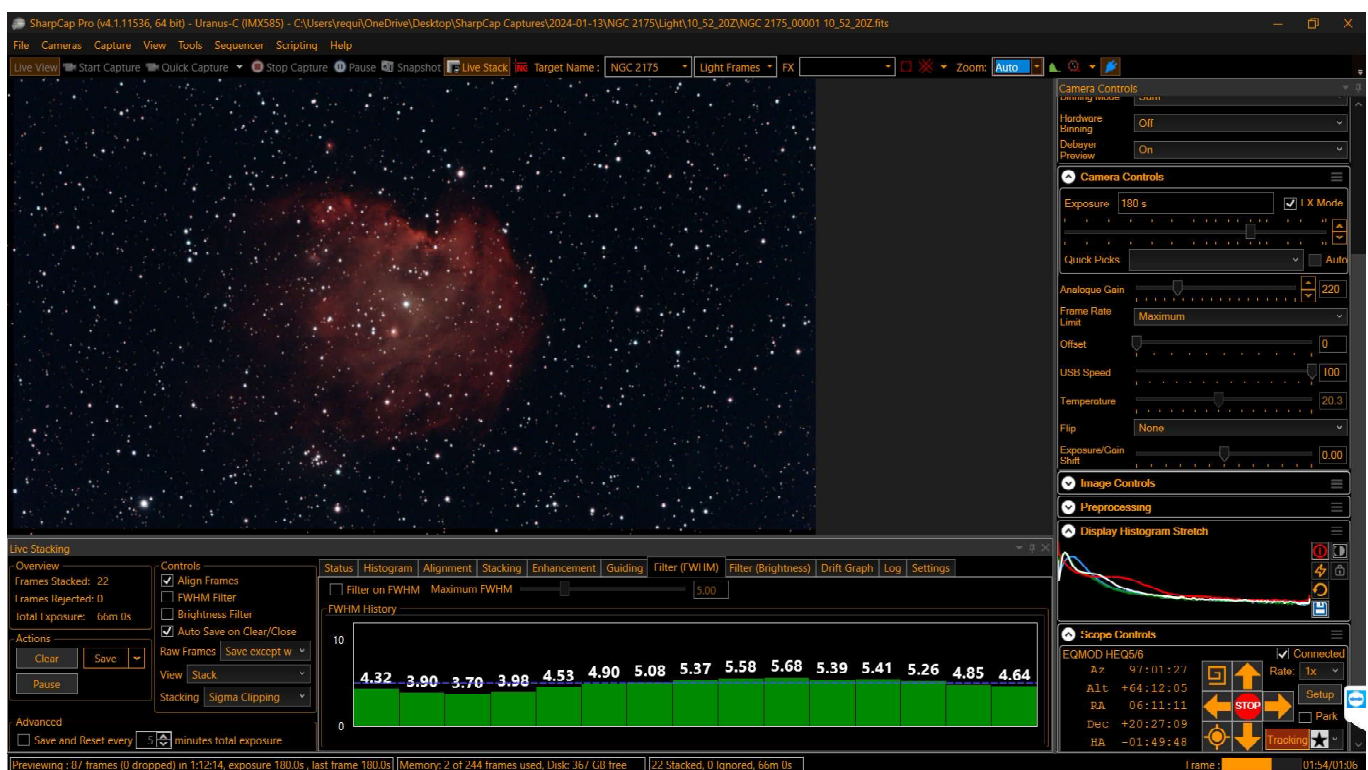 SharpCap Pro (v4.1.11536, 64 bit) - Uranus-C (IMX585) - C:\Users\requi\OneDrive\Desktop\SharpCap Captures\2024-01-13\NGC 2175\Light\10_52_20Z\NGC 2175_00001 10_52_20Z.fits
File Cameras Capture View Tools Sequencer Scripting Help
Live View Start Capture Quick Capture Stop Capture Pause Snapshot Live Stack Target Name : NGC 2175 Light Frames FX Zoom: Auto
Camera Controls
Binning Mode Sum
Hardware Binning Off
Debayer Preview On
Camera Controls
Exposure 180 s LX Mode
Quick Picks Auto
Analogue Gain 220
Frame Rate Limit Maximum
Offset 0
USB Speed 100
Temperature 20.3
Flip None
Exposure/Gain Shift 0.00
Image Controls
Preprocessing
Display Histogram Stretch
Live Stacking
Overview
Frames Stacked: 22
Frames Rejected: 0
Total Exposure: 66m 0s
Actions
Clear Save
Pause
Controls
Align Frames
FWHM Filter
Brightness Filter
Auto Save on Clear/Close
Raw Frames Save except w
View Stack
Stacking Sigma Clipping
Advanced
Save and Reset every 5 minutes total exposure
Status Histogram Alignment Stacking Enhancement Guiding Filter (FWHM) Filter (Brightness) Drift Graph Log Settings
Filter on FWHM Maximum FWHM 5.00
FWHM History
10
4.32 3.90 3.70 3.98 4.53 4.90 5.08 5.37 5.58 5.68 5.39 5.41 5.26 4.85 4.64
0
Scope Controls
EQMOD HEQ5/6 Connected
Az 97:01:27 Rate: 1x
Alt +64:12:05 Setup
RA 06:11:11 STOP
Dec +20:27:09 Park
HA -01:49:48 Tracking
Previewing : 87 frames (0 dropped) in 1:12:14, exposure 180.0s , last frame 180.0s Memory: 2 of 244 frames used, Disk: 367 GB free 22 Stacked, 0 Ignored, 66m 0s Frame : 01:54/01:06